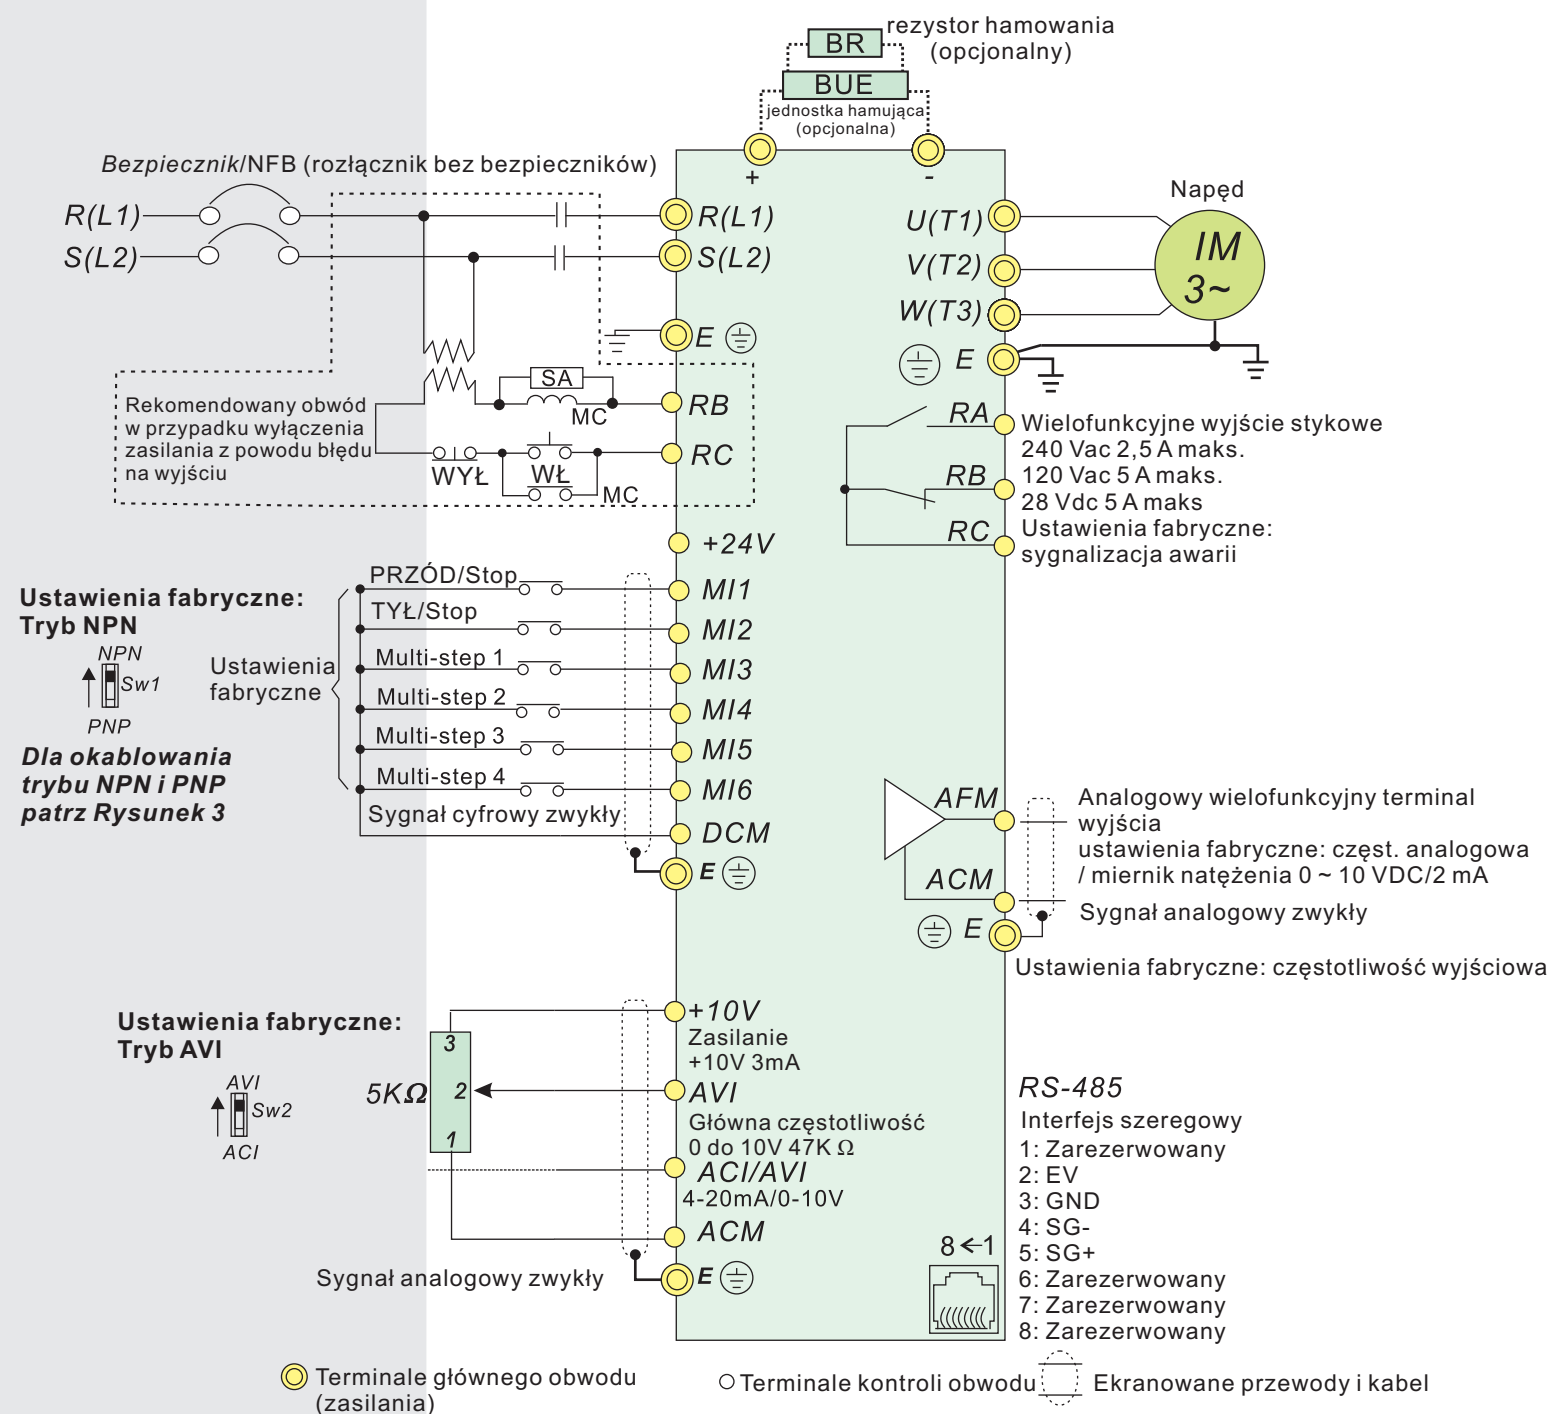 rezystor hamowania
(opcjonalny)
BR
BUE
jednostka hamująca
(opcjonalna)
+
-
Bezpiecznik/NFB (rozłącznik bez bezpieczników)
R(L1)
S(L2)
R(L1)
S(L2)
E
SA
MC
RB
RC
Rekomendowany obwód
w przypadku wyłączenia
zasilania z powodu błędu
na wyjściu
WYŁ
WŁ
MC
Napęd
IM
3~
U(T1)
V(T2)
W(T3)
E
RA
RB
RC
Wielofunkcyjne wyjście stykowe
240 Vac 2,5 A maks.
120 Vac 5 A maks.
28 Vdc 5 A maks
Ustawienia fabryczne:
sygnalizacja awarii
+24V
Ustawienia fabryczne:
Tryb NPN
NPN
Sw1
PNP
Dla okablowania
trybu NPN i PNP
patrz Rysunek 3
Ustawienia
fabryczne
PRZÓD/Stop
MI1
TYŁ/Stop
MI2
Multi-step 1
MI3
Multi-step 2
MI4
Multi-step 3
MI5
Multi-step 4
MI6
Sygnał cyfrowy zwykły
DCM
E
AFM
ACM
E
Analogowy wielofunkcyjny terminal
wyjścia
ustawienia fabryczne: częst. analogowa
/ miernik natężenia 0 ~ 10 VDC/2 mA
Sygnał analogowy zwykły
Ustawienia fabryczne: częstotliwość wyjściowa
Ustawienia fabryczne:
Tryb AVI
AVI
Sw2
ACI
5KΩ
3
2
1
+10V
Zasilanie
+10V 3mA
AVI
Główna częstotliwość
0 do 10V 47K Ω
ACI/AVI
4-20mA/0-10V
ACM
Sygnał analogowy zwykły
E
8←1
RS-485
Interfejs szeregowy
1: Zarezerwowany
2: EV
3: GND
4: SG-
5: SG+
6: Zarezerwowany
7: Zarezerwowany
8: Zarezerwowany
Terminale głównego obwodu
(zasilania)
Terminale kontroli obwodu
Ekranowane przewody i kabel